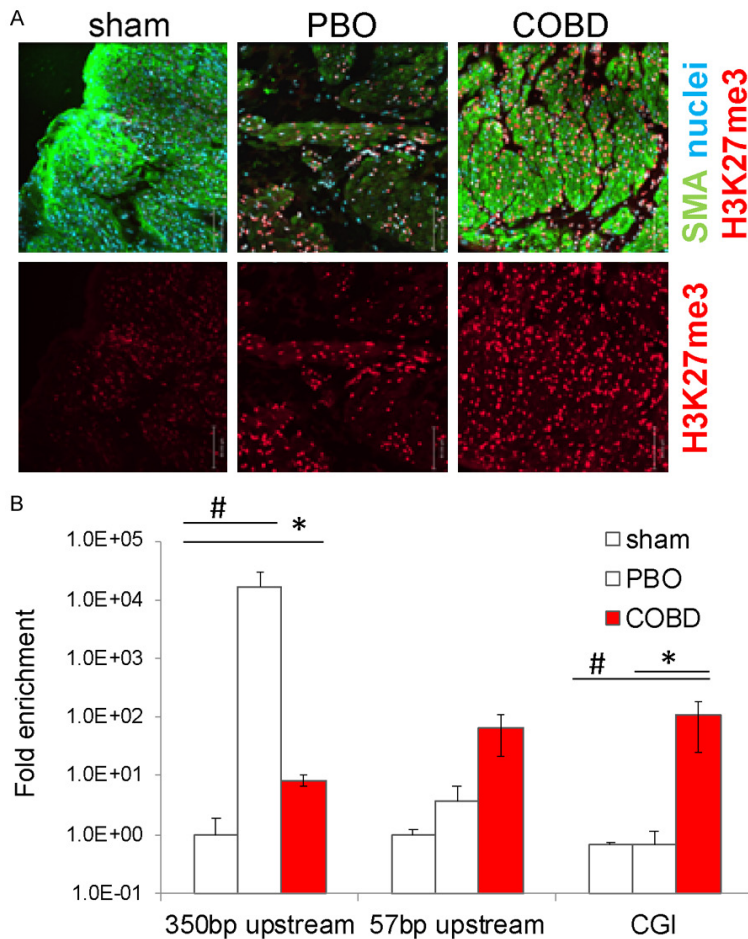 A
sham
PBO
COBD
SMA nuclei
H3K27me3
H3K27me3
B
#
*
1.0E+05
1.0E+04
1.0E+03
1.0E+02
1.0E+01
1.0E+00
1.0E-01
Fold enrichment
sham
PBO
COBD
#
*
350bp upstream
57bp upstream
CGI